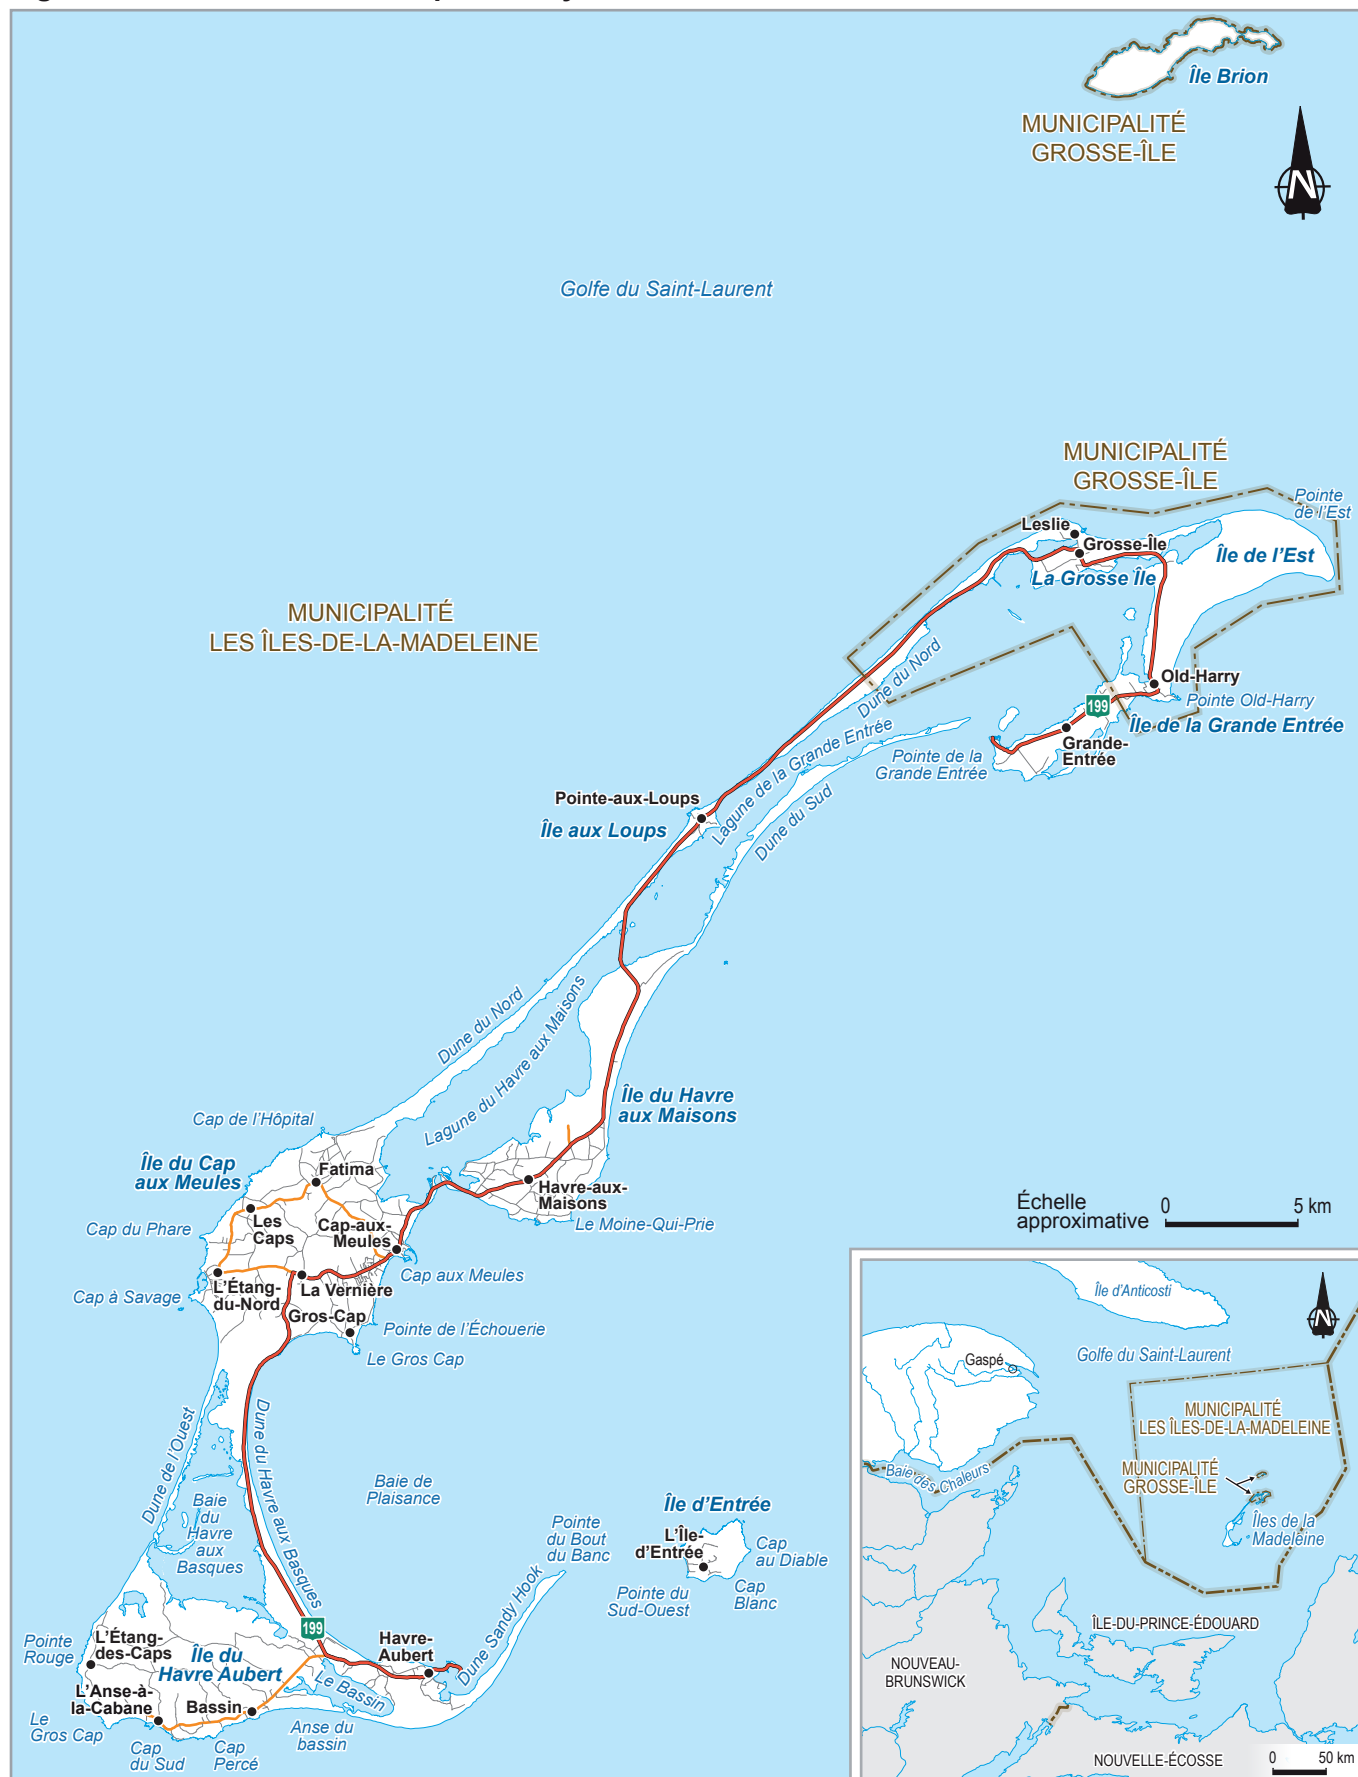 Île Brion
MUNICIPALITÉ
GROSSE-ÎLE
N
Golfe du Saint-Laurent
MUNICIPALITÉ
GROSSE-ÎLE
Pointe
de l'Est
Leslie
Grosse-Île
Île de l'Est
La Grosse Île
MUNICIPALITÉ
LES ÎLES-DE-LA-MADELEINE
Dune du Nord
Old-Harry
Pointe Old-Harry
199
Île de la Grande Entrée
Grande-
Entrée
Pointe de la
Grande Entrée
Lagune de la Grande Entrée
Dune du Sud
Pointe-aux-Loups
Île aux Loups
Dune du Nord
Lagune du Havre aux Maisons
Île du Havre
aux Maisons
Cap de l'Hôpital
Île du Cap
aux Meules
Fatima
Havre-aux-
Maisons
Le Moine-Qui-Prie
Cap du Phare
Les
Caps
Cap-aux-
Meules
Cap aux Meules
Cap à Savage
L'Étang-
du-Nord
La Vernière
Gros-Cap
Pointe de l'Échouerie
Le Gros Cap
Échelle
approximative
0
5 km
Dune de l'Ouest
Dune du Havre aux Basques
Baie
du
Havre
aux
Basques
Baie de
Plaisance
Pointe
du Bout
du Banc
Île d'Entrée
L'Île-
d'Entrée
Cap
au Diable
Cap
Blanc
Pointe du
Sud-Ouest
Dune Sandy Hook
199
Havre-
Aubert
Pointe
Rouge
L'Étang-
des-Caps
Île du
Havre Aubert
L'Anse-à-
la-Cabane
Bassin
Le Bassin
Le
Gros Cap
Cap
du Sud
Cap
Percé
Anse du
bassin
Île d'Anticosti
N
Gaspé
Golfe du Saint-Laurent
MUNICIPALITÉ
LES ÎLES-DE-LA-MADELEINE
MUNICIPALITÉ
GROSSE-ÎLE
Baie des Chaleurs
Îles de la
Madeleine
ÎLE-DU-PRINCE-ÉDOUARD
NOUVEAU-
BRUNSWICK
NOUVELLE-ÉCOSSE
0
50 km